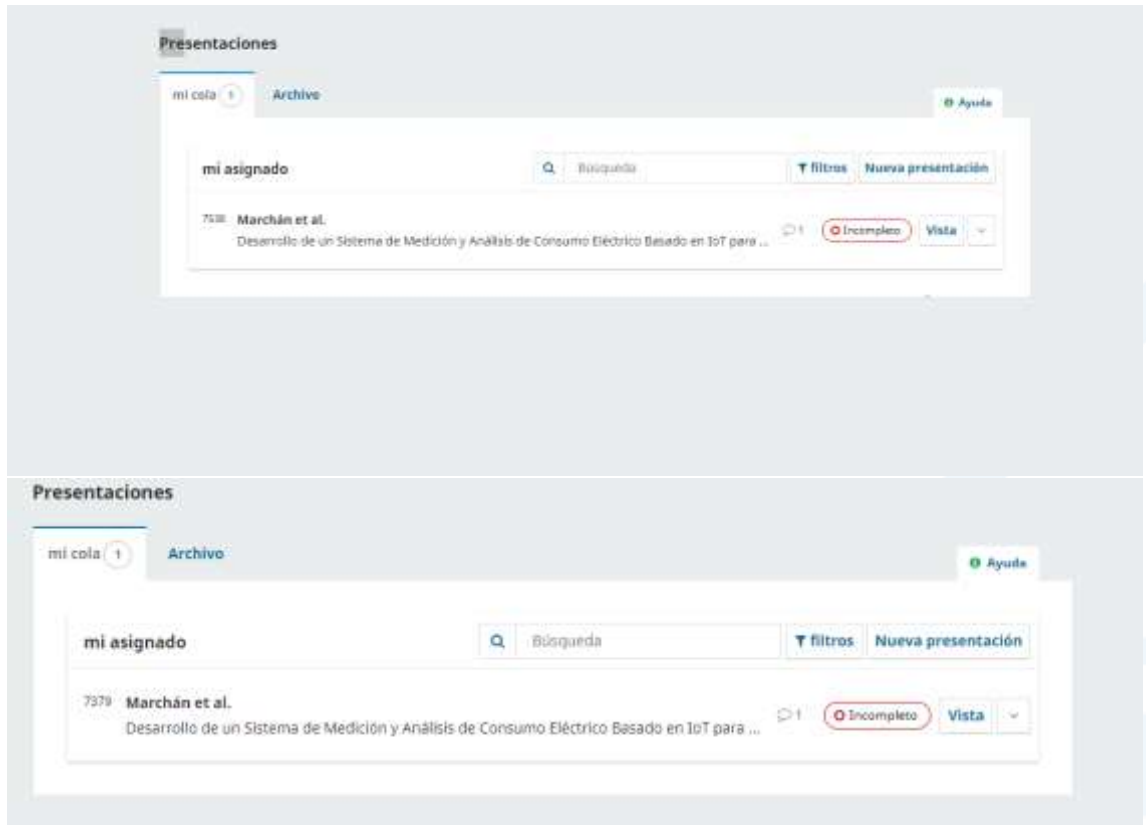 Presentaciones
mi cola 1 Archivo
Ayuda
mi asignado Búsqueda filtros Nueva presentación
Marchán et al.
Desarrollo de un Sistema de Medición y Análisis de Consumo Eléctrico Basado en IoT para ... 1 Incompleto Vista
Presentaciones
mi cola 1 Archivo
Ayuda
mi asignado Búsqueda filtros Nueva presentación
7379 Marchán et al.
Desarrollo de un Sistema de Medición y Análisis de Consumo Eléctrico Basado en IoT para ... 1 Incompleto Vista